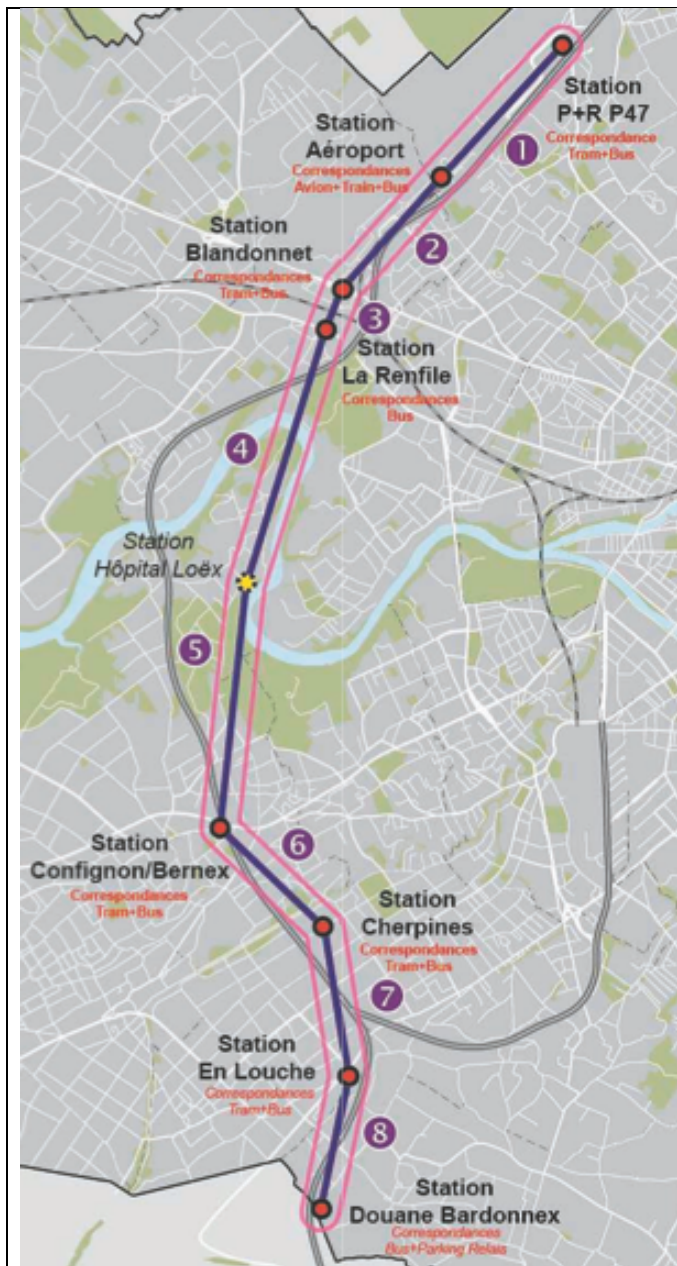 Station
P+R P47
Correspondance
Tram+Bus
1
Station
Aéroport
Correspondances
Avion+Train+Bus
2
Station
Blandonnet
Correspondances
Tram+Bus
3
Station
La Renfile
Correspondances
Bus
4
Station
Hôpital Loëx
5
6
Station
Confignon/Bernex
Correspondances
Tram+Bus
Station
Cherpines
Correspondances
Tram+Bus
7
Station
En Louche
Correspondances
Tram+Bus
8
Station
Douane Bardonnex
Correspondances
Bus+Parking Relais